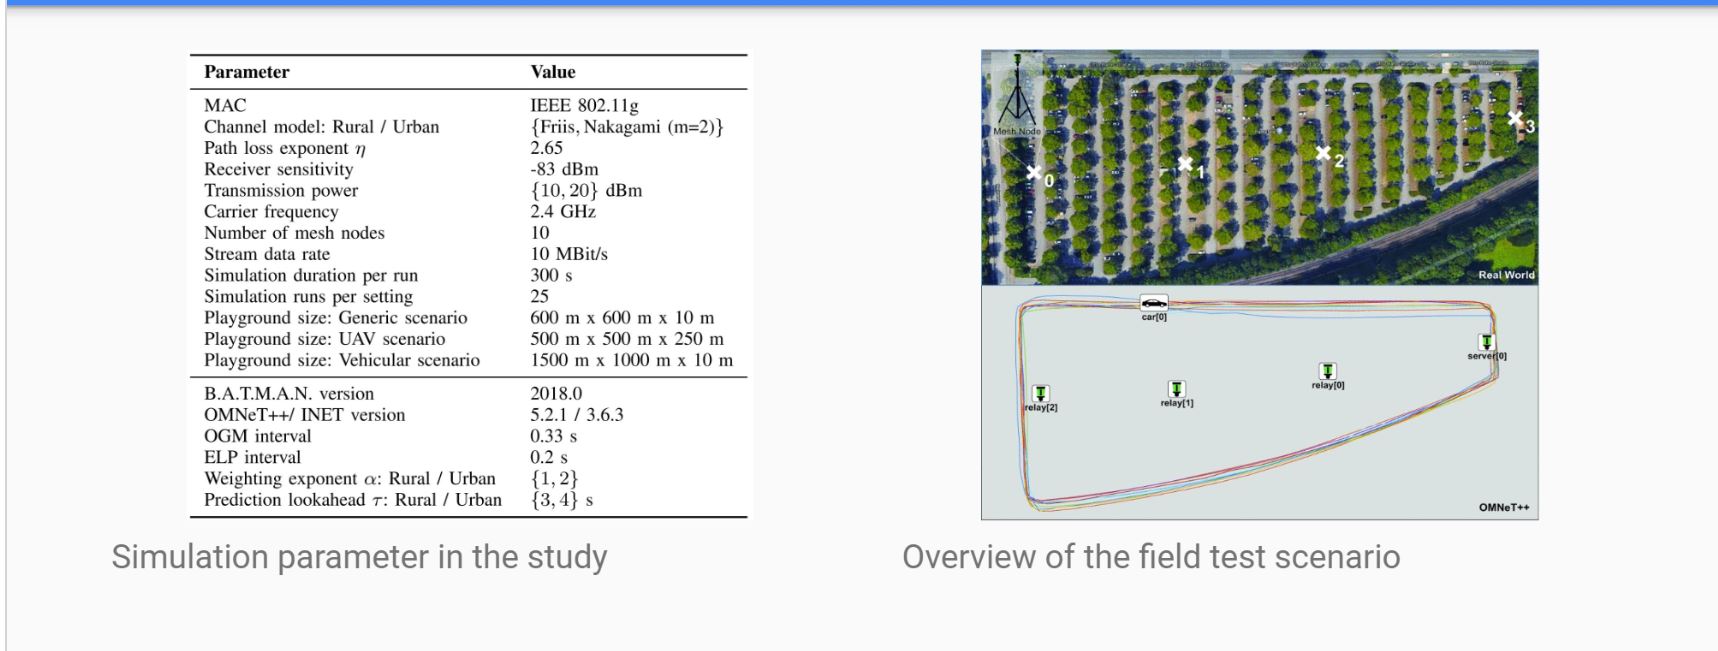 Parameter Value
MAC IEEE 802.11g
Channel model: Rural / Urban {Friis, Nakagami (m=2)}
Path loss exponent η 2.65
Receiver sensitivity -83 dBm
Transmission power {10, 20} dBm
Carrier frequency 2.4 GHz
Number of mesh nodes 10
Stream data rate 10 MBit/s
Simulation duration per run 300 s
Simulation runs per setting 25
Playground size: Generic scenario 600 m x 600 m x 10 m
Playground size: UAV scenario 500 m x 500 m x 250 m
Playground size: Vehicular scenario 1500 m x 1000 m x 10 m
B.A.T.M.A.N. version 2018.0
OMNeT++/ INET version 5.2.1 / 3.6.3
OGM interval 0.33 s
ELP interval 0.2 s
Weighting exponent α: Rural / Urban {1, 2}
Prediction lookahead τ: Rural / Urban {3, 4} s
Simulation parameter in the study
Mesh Node
0
1
2
3
Real World
car[0]
server[0]
relay[0]
relay[1]
relay[2]
OMNeT++
Overview of the field test scenario